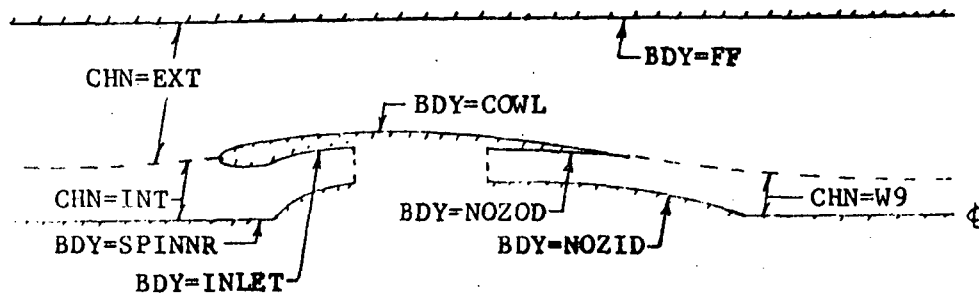 BDY=FF
CHN=EXT
BDY=COWL
CHN=INT
CHN=W9
BDY=NOZOD
BDY=SPINNR
BDY=NOZID
BDY=INLET
℄